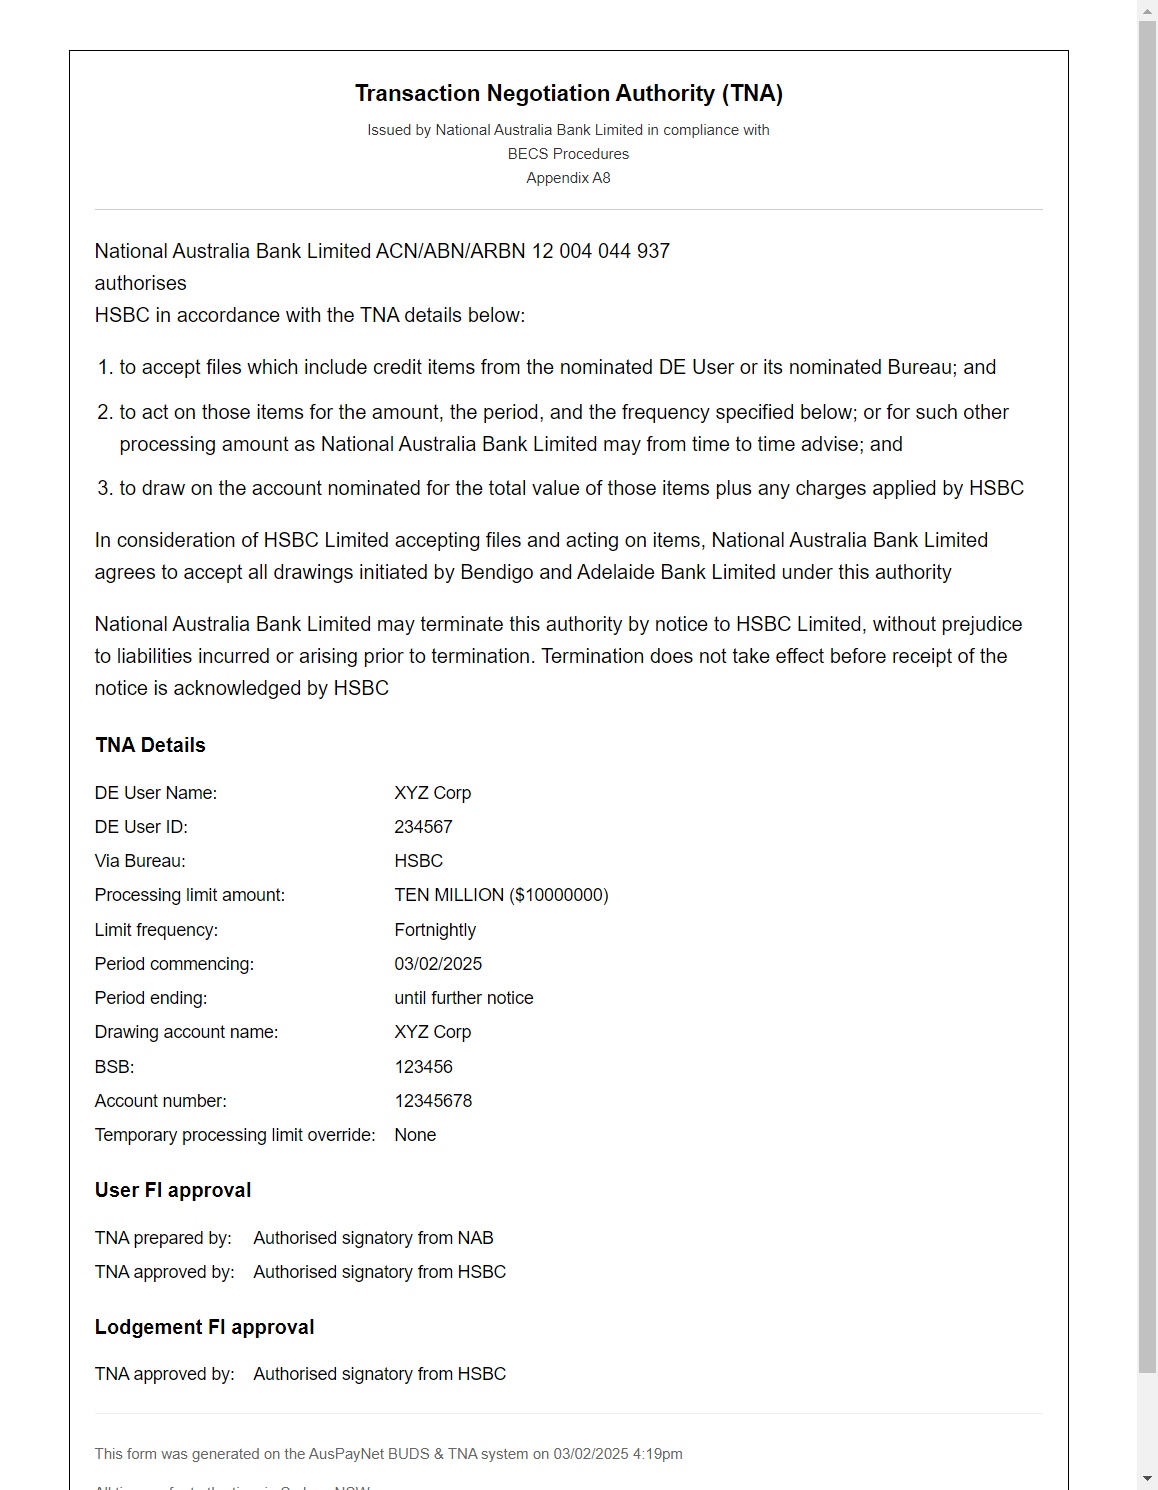 Transaction Negotiation Authority (TNA)
Issued by National Australia Bank Limited in compliance with
BECS Procedures
Appendix A8
National Australia Bank Limited ACN/ABN/ARBN 12 004 044 937
authorises
HSBC in accordance with the TNA details below:
1. to accept files which include credit items from the nominated DE User or its nominated Bureau; and
2. to act on those items for the amount, the period, and the frequency specified below; or for such other
processing amount as National Australia Bank Limited may from time to time advise; and
3. to draw on the account nominated for the total value of those items plus any charges applied by HSBC
In consideration of HSBC Limited accepting files and acting on items, National Australia Bank Limited
agrees to accept all drawings initiated by Bendigo and Adelaide Bank Limited under this authority
National Australia Bank Limited may terminate this authority by notice to HSBC Limited, without prejudice
to liabilities incurred or arising prior to termination. Termination does not take effect before receipt of the
notice is acknowledged by HSBC
TNA Details
DE User Name: XYZ Corp
DE User ID: 234567
Via Bureau: HSBC
Processing limit amount: TEN MILLION ($10000000)
Limit frequency: Fortnightly
Period commencing: 03/02/2025
Period ending: until further notice
Drawing account name: XYZ Corp
BSB: 123456
Account number: 12345678
Temporary processing limit override: None
User FI approval
TNA prepared by: Authorised signatory from NAB
TNA approved by: Authorised signatory from HSBC
Lodgement FI approval
TNA approved by: Authorised signatory from HSBC
This form was generated on the AusPayNet BUDS & TNA system on 03/02/2025 4:19pm